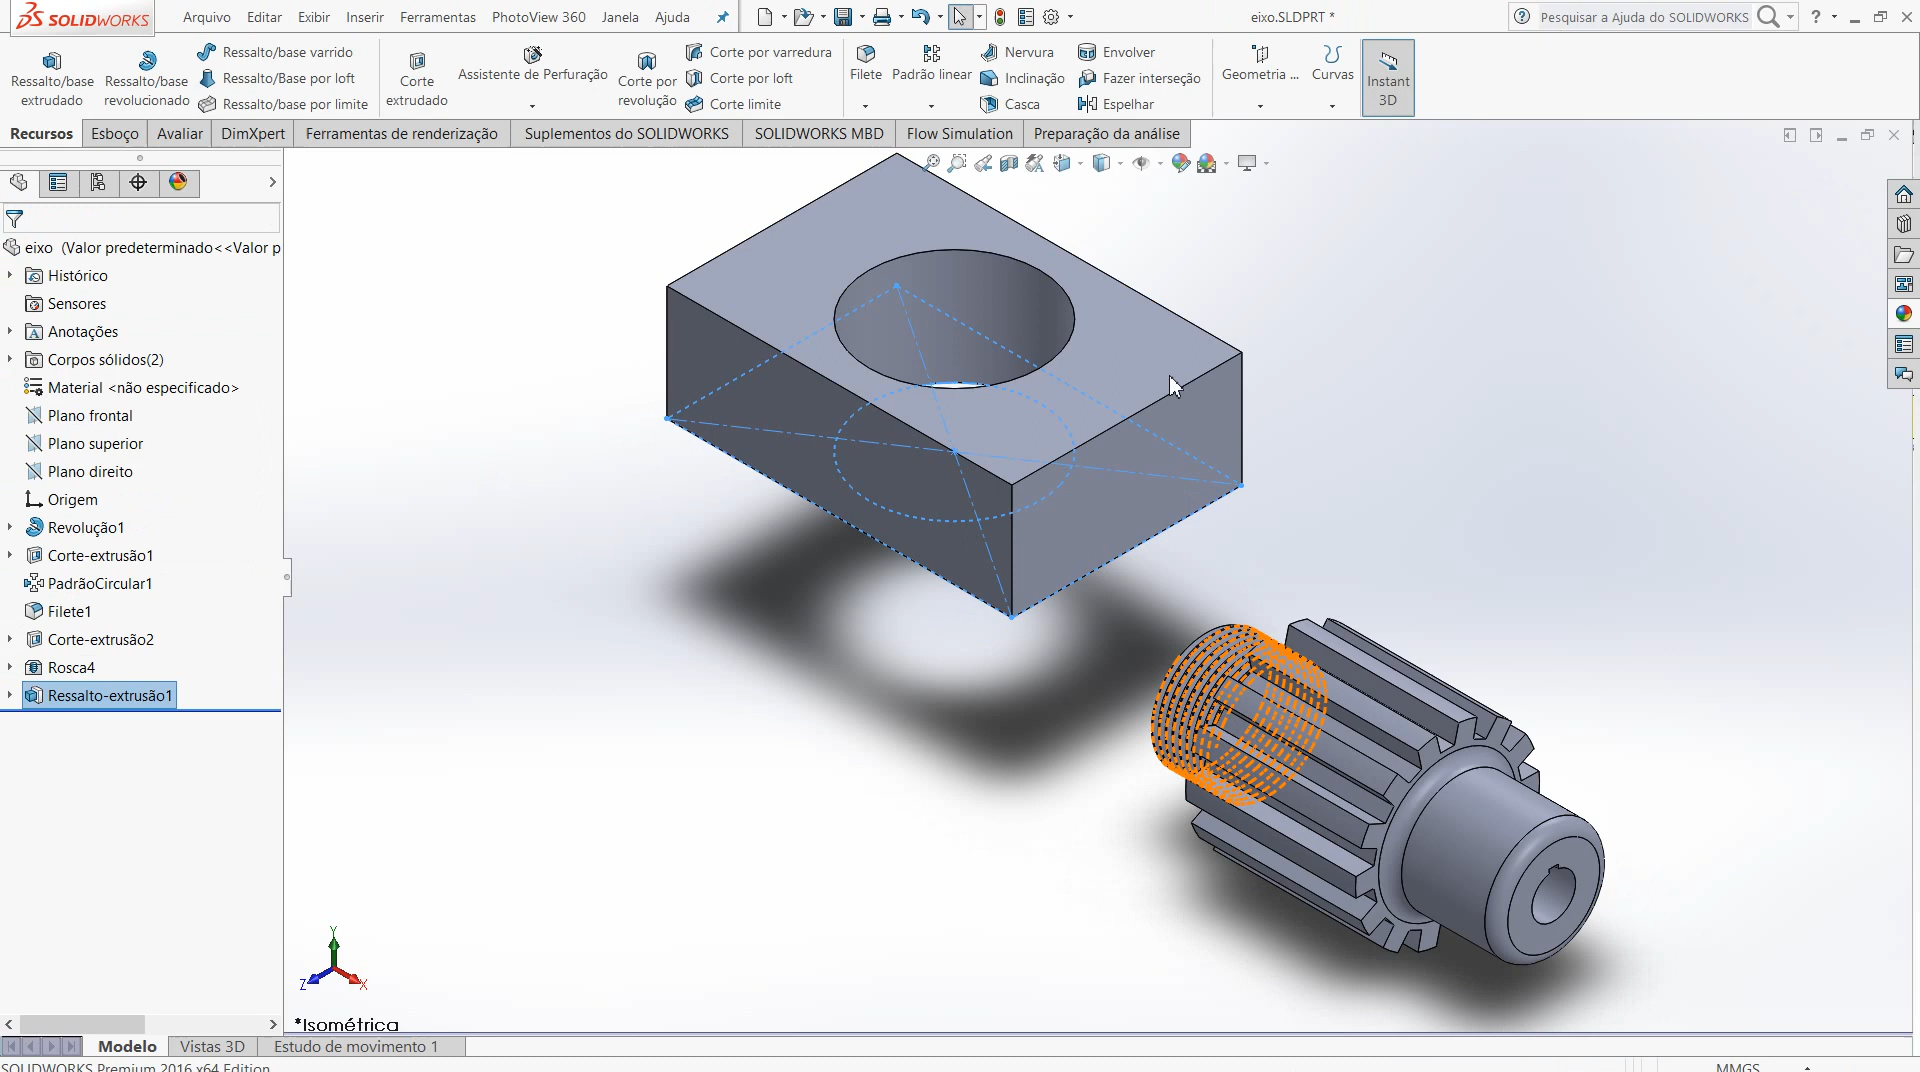 SOLIDWORKS
Arquivo Editar Exibir Inserir Ferramentas PhotoView 360 Janela Ajuda
eixo.SLDPRT *
Pesquisar a Ajuda do SOLIDWORKS
?
Ressalto/base extrudado
Ressalto/base revolucionado
Ressalto/base varrido
Ressalto/Base por loft
Ressalto/base por limite
Corte extrudado
Assistente de Perfuração
Corte por revolução
Corte por varredura
Corte por loft
Corte limite
Filete
Padrão linear
Nervura
Inclinação
Casca
Envolver
Fazer interseção
Espelhar
Geometria ...
Curvas
Instant 3D
Recursos Esboço Avaliar DimXpert Ferramentas de renderização Suplementos do SOLIDWORKS SOLIDWORKS MBD Flow Simulation Preparação da análise
eixo (Valor predeterminado<<Valor p
Histórico
Sensores
Anotações
Corpos sólidos(2)
Material <não especificado>
Plano frontal
Plano superior
Plano direito
Origem
Revolução1
Corte-extrusão1
PadrãoCircular1
Filete1
Corte-extrusão2
Rosca4
Ressalto-extrusão1
Y
Z
X
*Isométrica
Modelo Vistas 3D Estudo de movimento 1
SOLIDWORKS Premium 2016 x64 Edition
MMGS